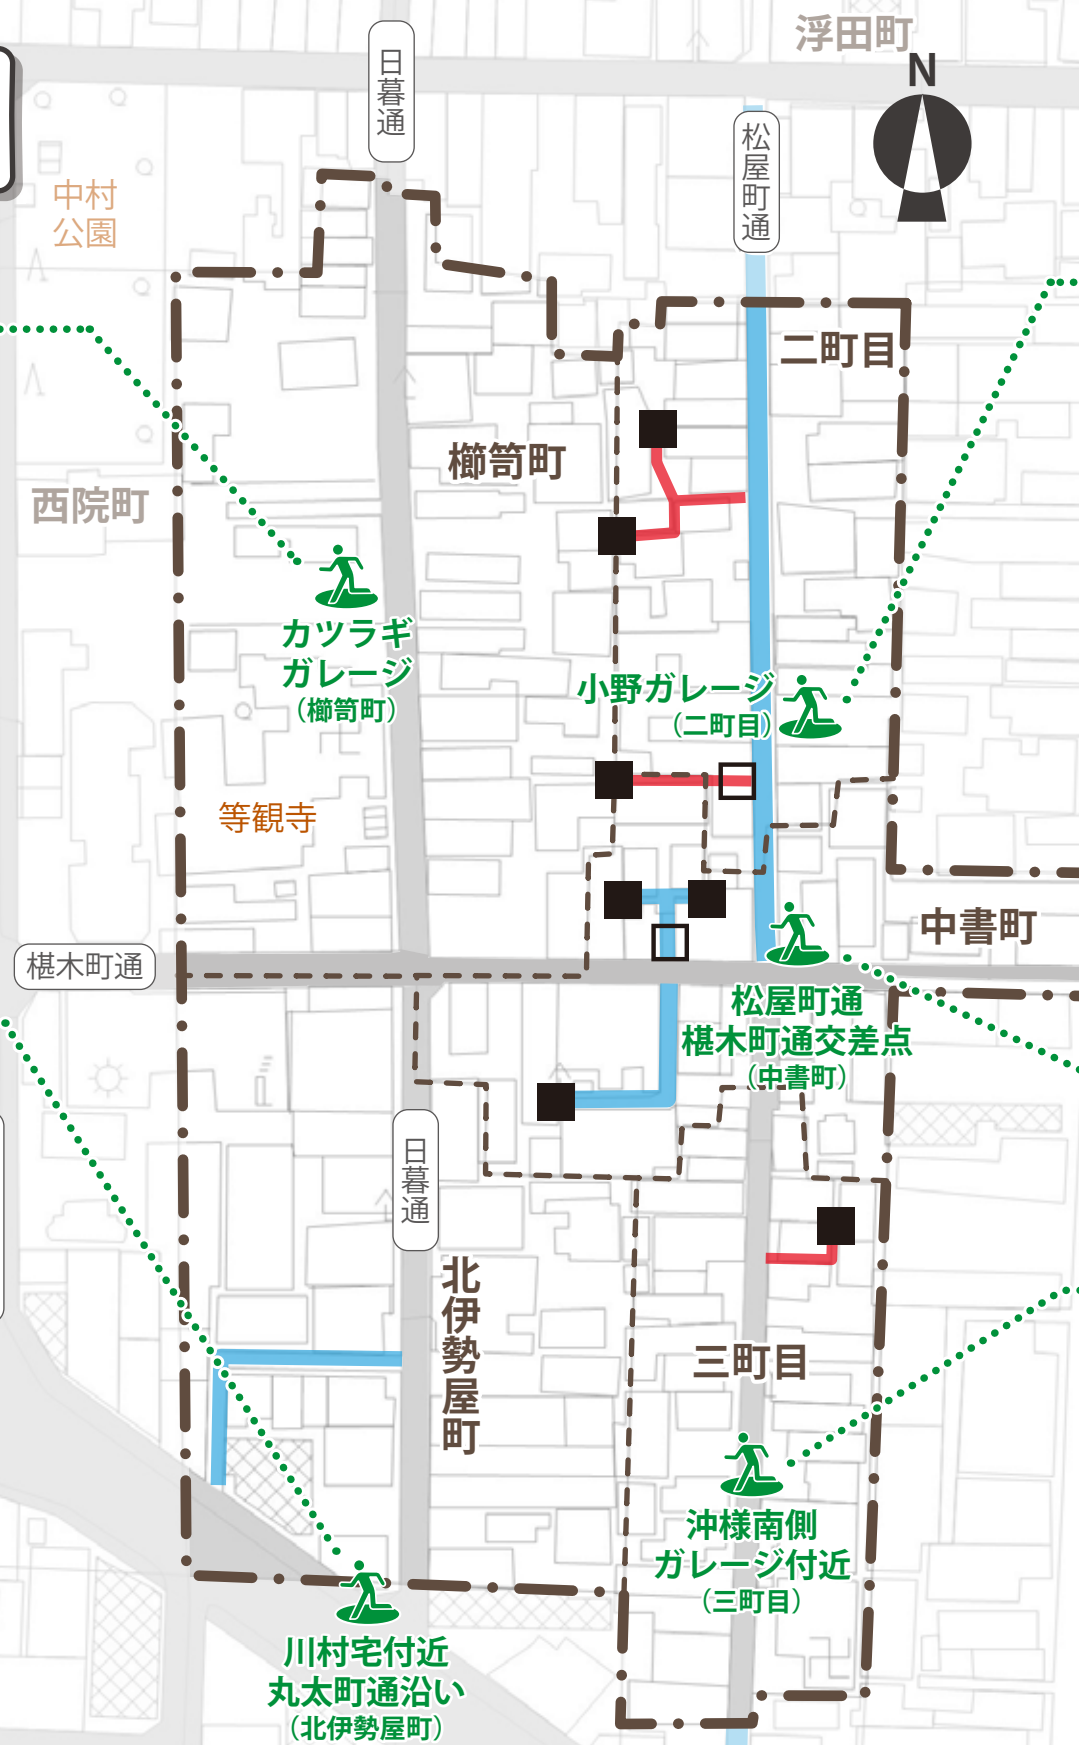 浮田町
N
日暮通
松屋町通
中村
公園
二町目
櫛笥町
西院町
カツラギ
ガレージ
（櫛笥町）
小野ガレージ
（二町目）
等観寺
中書町
椹木町通
松屋町通
椹木町通交差点
（中書町）
日暮通
北伊勢屋町
三町目
沖様南側
ガレージ付近
（三町目）
川村宅付近
丸太町通沿い
（北伊勢屋町）